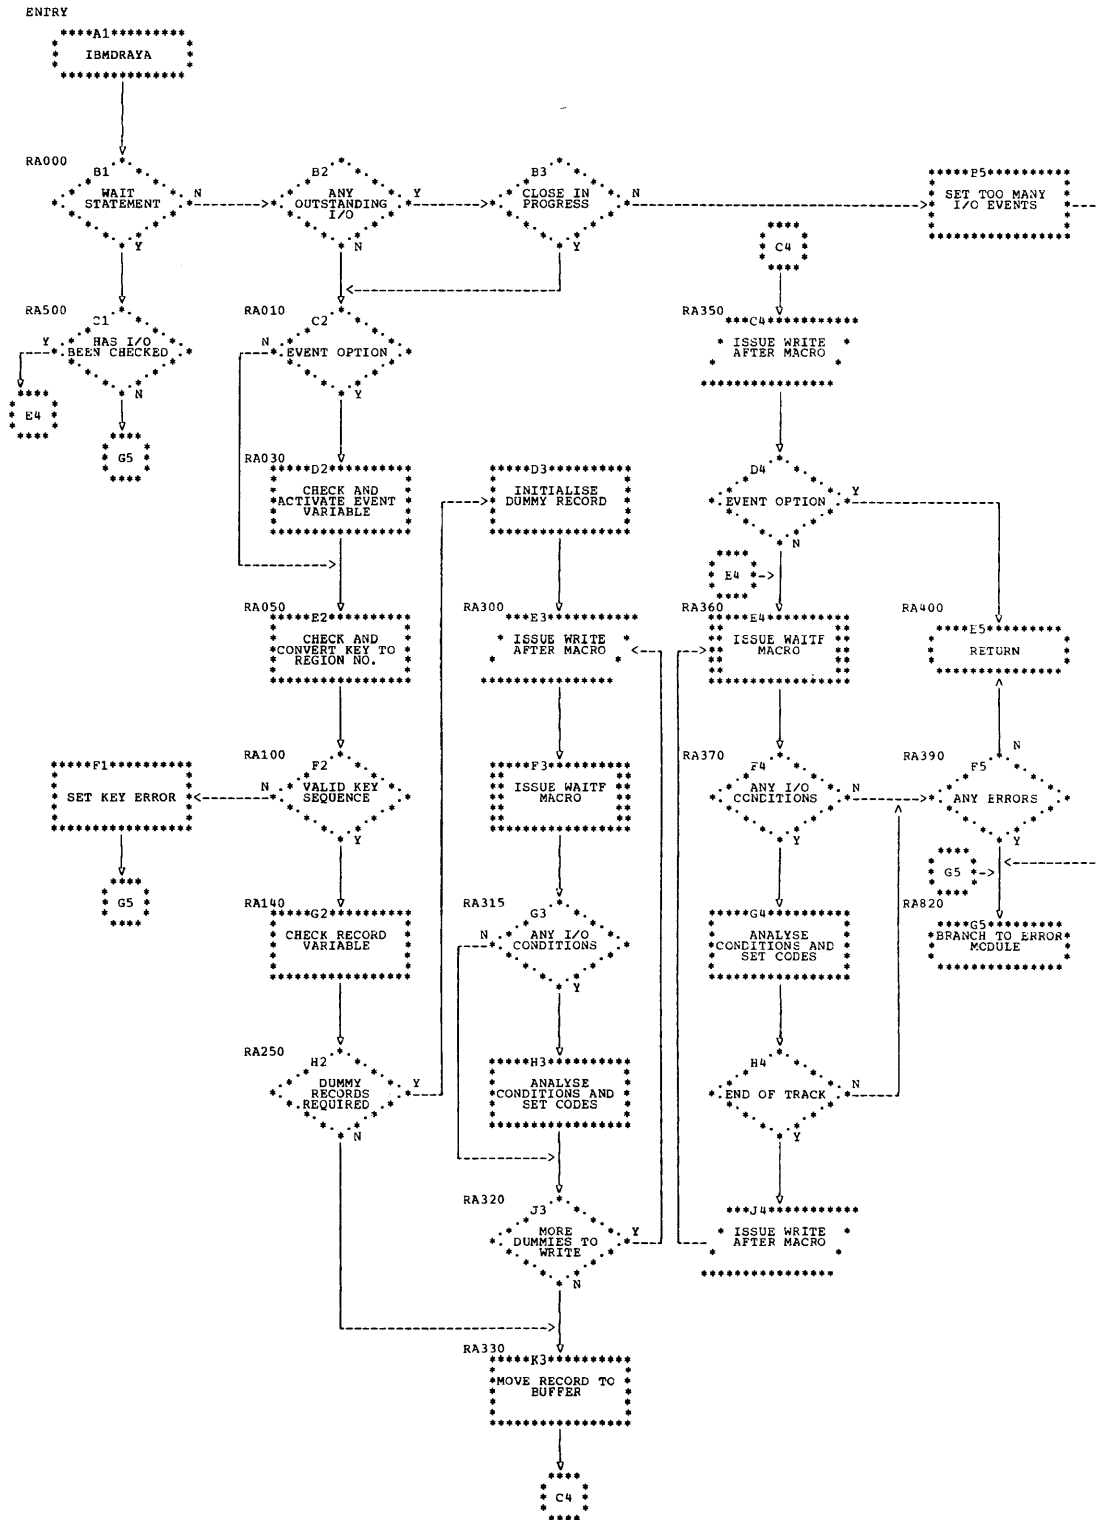 ENTRY
A1
IBMDRAYA
RA000
B1
WAIT
STATEMENT
N
Y
B2
ANY
OUTSTANDING
I/O
Y
N
B3
CLOSE IN
PROGRESS
N
Y
SET TOO MANY
I/O EVENTS
C4
RA500
C1
HAS I/O
BEEN CHECKED
Y
N
E4
G5
RA010
C2
EVENT OPTION
N
Y
RA350
C4
ISSUE WRITE
AFTER MACRO
RA030
D2
CHECK AND
ACTIVATE EVENT
VARIABLE
D3
INITIALISE
DUMMY RECORD
D4
EVENT OPTION
Y
N
E4
RA050
E2
CHECK AND
CONVERT KEY TO
REGION NO.
RA300
E3
ISSUE WRITE
AFTER MACRO
RA360
E4
ISSUE WAITF
MACRO
RA400
E5
RETURN
F1
SET KEY ERROR
G5
RA100
F2
VALID KEY
SEQUENCE
N
Y
F3
ISSUE WAITF
MACRO
RA370
F4
ANY I/O
CONDITIONS
N
Y
RA390
F5
ANY ERRORS
N
Y
G5
RA140
G2
CHECK RECORD
VARIABLE
RA315
G3
ANY I/O
CONDITIONS
N
Y
G4
ANALYSE
CONDITIONS AND
SET CODES
RA820
G5
BRANCH TO ERROR
MODULE
RA250
H2
DUMMY
RECORDS
REQUIRED
Y
N
H3
ANALYSE
CONDITIONS AND
SET CODES
H4
END OF TRACK
N
Y
RA320
J3
MORE
DUMMIES TO
WRITE
Y
N
J4
ISSUE WRITE
AFTER MACRO
RA330
K3
MOVE RECORD TO
BUFFER
C4